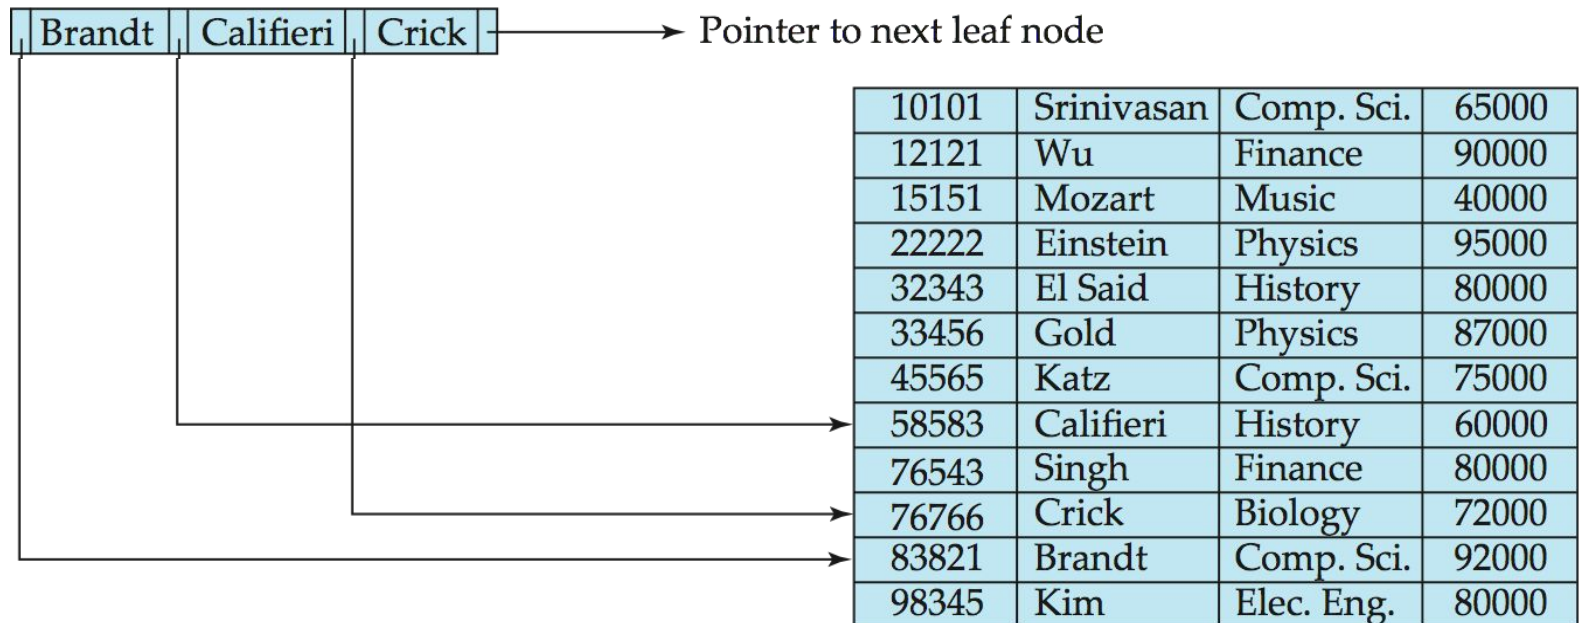 Brandt Califieri Crick Pointer to next leaf node
10101 Srinivasan Comp. Sci. 65000
12121 Wu Finance 90000
15151 Mozart Music 40000
22222 Einstein Physics 95000
32343 El Said History 80000
33456 Gold Physics 87000
45565 Katz Comp. Sci. 75000
58583 Califieri History 60000
76543 Singh Finance 80000
76766 Crick Biology 72000
83821 Brandt Comp. Sci. 92000
98345 Kim Elec. Eng. 80000